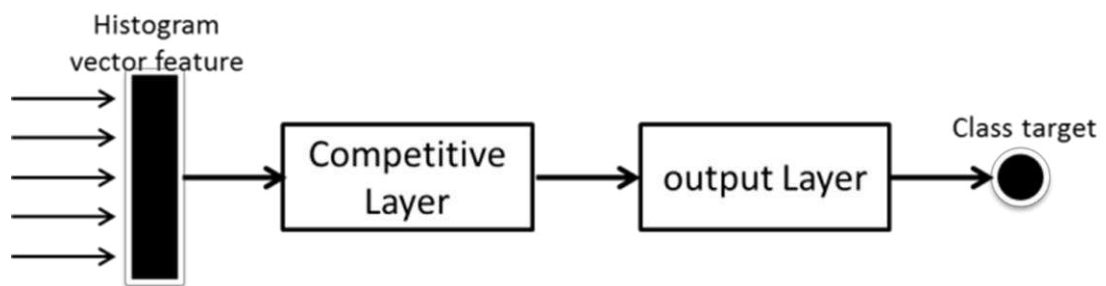 Histogram
vector feature
Competitive
Layer
output Layer
Class target